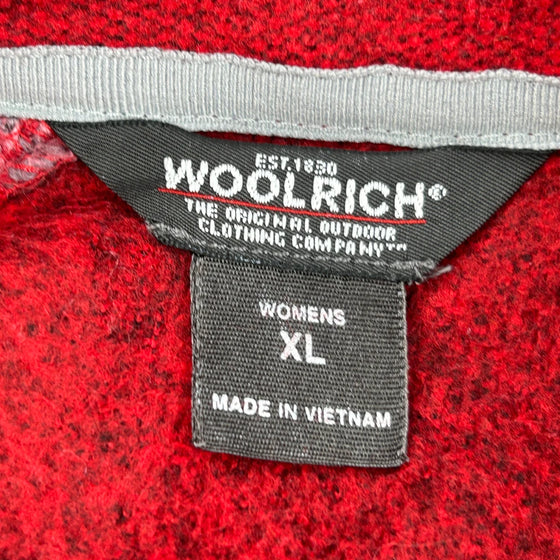 EST.1830
WOOLRICH®
THE ORIGINAL OUTDOOR
CLOTHING COMPANY™
WOMENS
XL
MADE IN VIETNAM